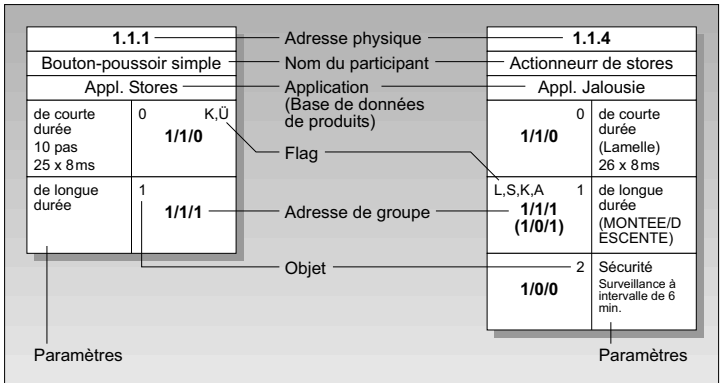 1.1.1
Adresse physique
1.1.4
Bouton-poussoir simple
Nom du participant
Actionneurr de stores
Appl. Stores
Application
(Base de données
de produits)
Appl. Jalousie
de courte
durée
10 pas
25 x 8ms
0 K,Ü
1/1/0
Flag
0
1/1/0
de courte
durée
(Lamelle)
26 x 8ms
de longue
durée
1
1/1/1
Adresse de groupe
L,S,K,A 1
1/1/1
(1/0/1)
de longue
durée
(MONTEE/D
ESCENTE)
Objet
2
1/0/0
Sécurité
Surveillance à
intervalle de 6
min.
Paramètres
Paramètres